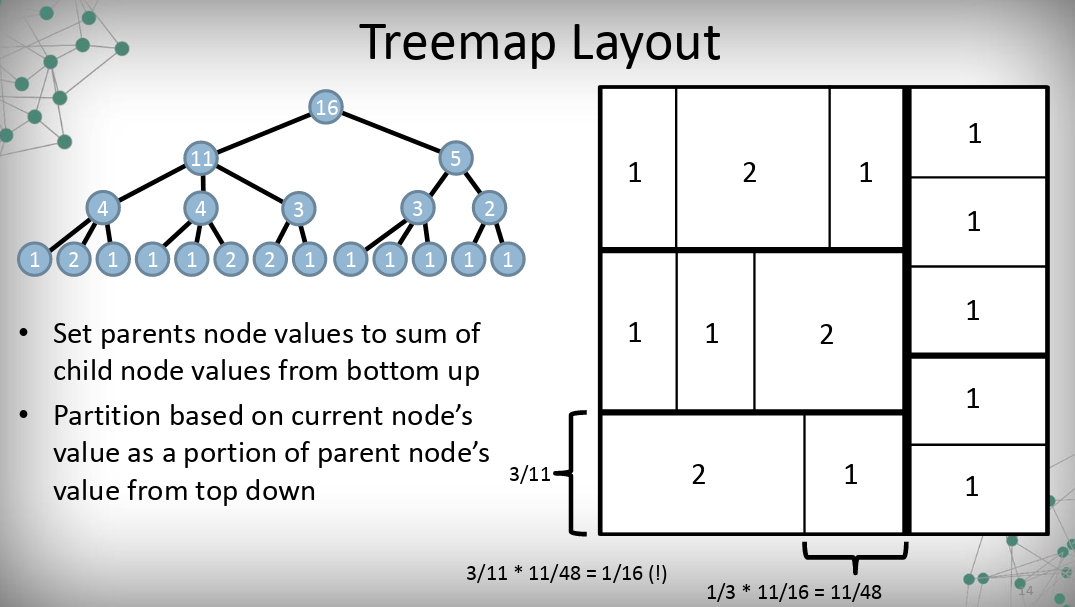 Treemap Layout
16
11 5
4 4 3 3 2
1 2 1 1 1 2 2 1 1 1 1 1 1
• Set parents node values to sum of
child node values from bottom up
• Partition based on current node’s
value as a portion of parent node’s
value from top down
1 2 1
1 1 2
2 1
1
1
1
1
1
3/11
3/11 * 11/48 = 1/16 (!)
1/3 * 11/16 = 11/48
14